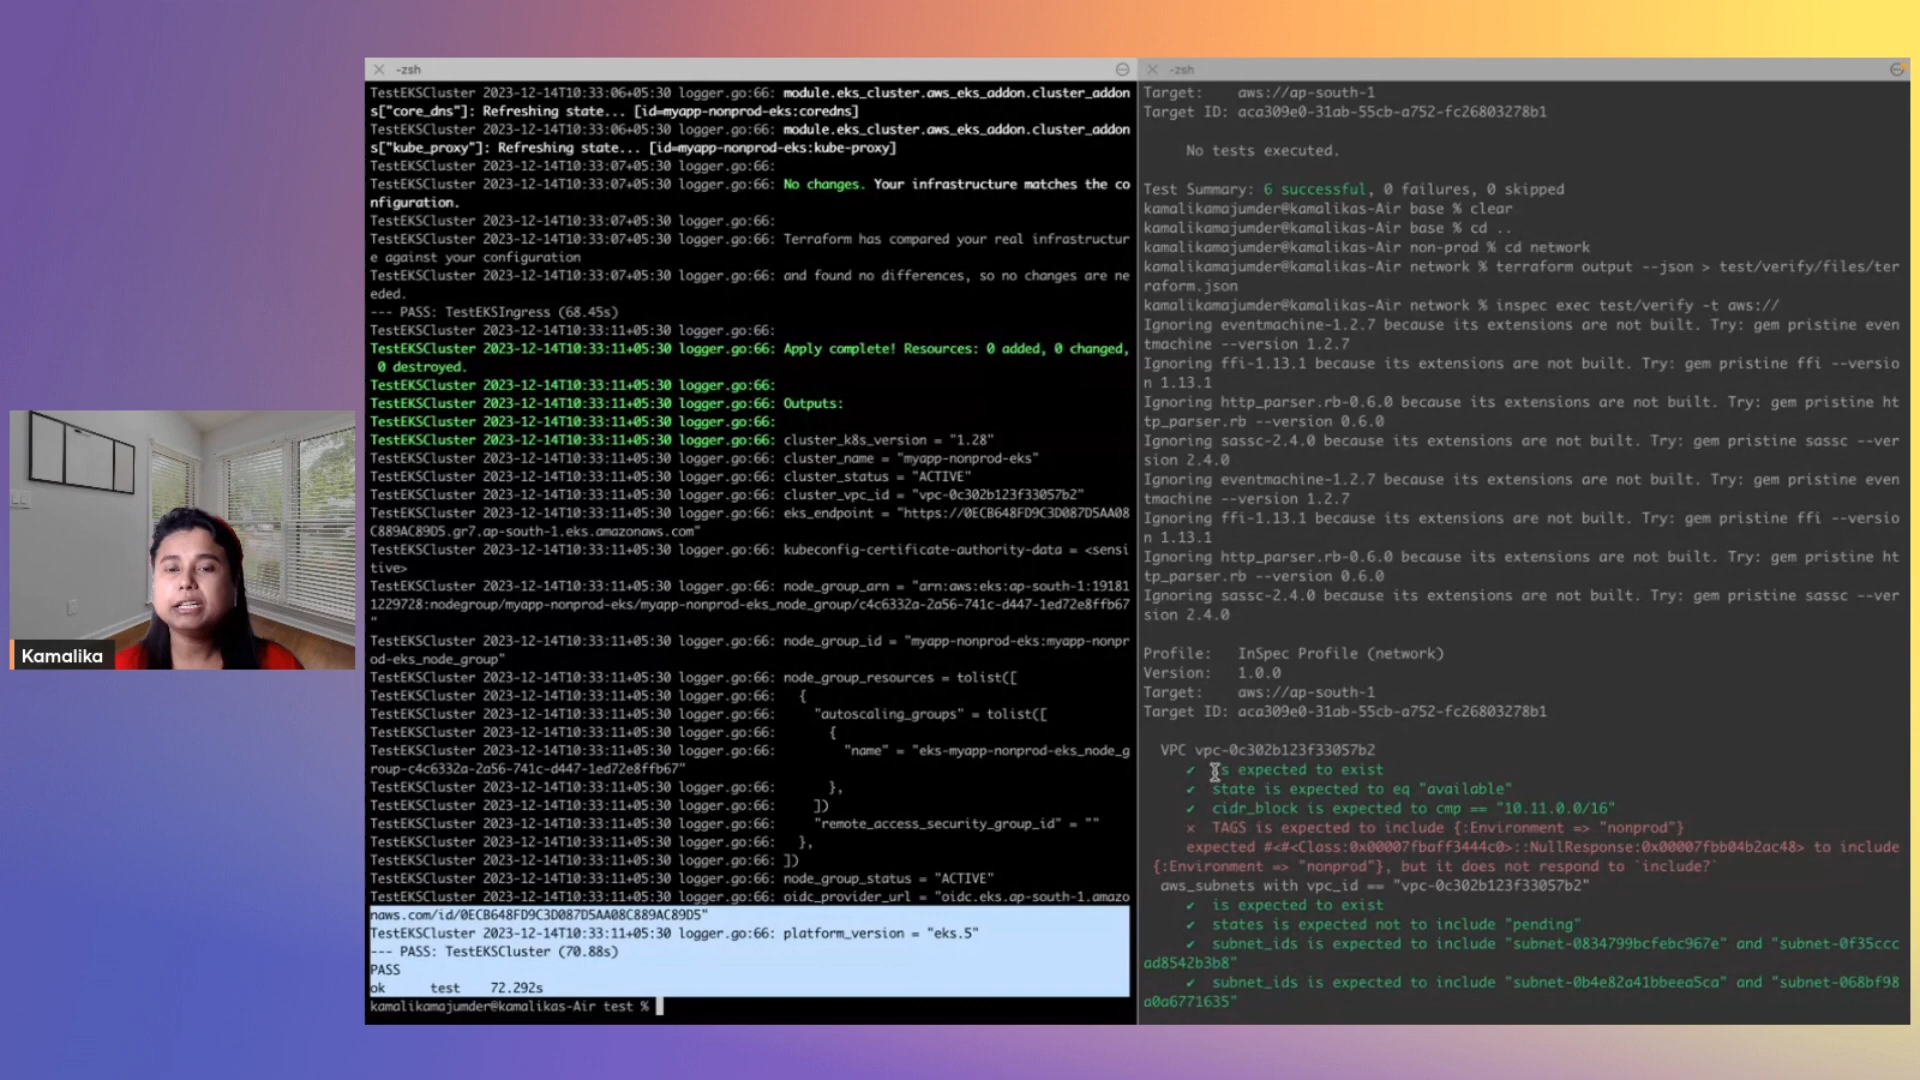 -zsh
TestEKSCluster 2023-12-14T10:33:06+05:30 logger.go:66: module.eks_cluster.aws_eks_addon.cluster_addon
s["core_dns"]: Refreshing state... [id=myapp-nonprod-eks:coredns]
TestEKSCluster 2023-12-14T10:33:06+05:30 logger.go:66: module.eks_cluster.aws_eks_addon.cluster_addon
s["kube_proxy"]: Refreshing state... [id=myapp-nonprod-eks:kube-proxy]
TestEKSCluster 2023-12-14T10:33:07+05:30 logger.go:66:
TestEKSCluster 2023-12-14T10:33:07+05:30 logger.go:66: No changes. Your infrastructure matches the co
nfiguration.
TestEKSCluster 2023-12-14T10:33:07+05:30 logger.go:66:
TestEKSCluster 2023-12-14T10:33:07+05:30 logger.go:66: Terraform has compared your real infrastructur
e against your configuration
TestEKSCluster 2023-12-14T10:33:07+05:30 logger.go:66: and found no differences, so no changes are ne
eded.
--- PASS: TestEKSIngress (68.45s)
TestEKSCluster 2023-12-14T10:33:11+05:30 logger.go:66:
TestEKSCluster 2023-12-14T10:33:11+05:30 logger.go:66: Apply complete! Resources: 0 added, 0 changed,
0 destroyed.
TestEKSCluster 2023-12-14T10:33:11+05:30 logger.go:66:
TestEKSCluster 2023-12-14T10:33:11+05:30 logger.go:66: Outputs:
TestEKSCluster 2023-12-14T10:33:11+05:30 logger.go:66:
TestEKSCluster 2023-12-14T10:33:11+05:30 logger.go:66: cluster_k8s_version = "1.28"
TestEKSCluster 2023-12-14T10:33:11+05:30 logger.go:66: cluster_name = "myapp-nonprod-eks"
TestEKSCluster 2023-12-14T10:33:11+05:30 logger.go:66: cluster_status = "ACTIVE"
TestEKSCluster 2023-12-14T10:33:11+05:30 logger.go:66: cluster_vpc_id = "vpc-0c302b123f33057b2"
TestEKSCluster 2023-12-14T10:33:11+05:30 logger.go:66: eks_endpoint = "https://0ECB648FD9C3D087D5AA08
C889AC89D5.gr7.ap-south-1.eks.amazonaws.com"
TestEKSCluster 2023-12-14T10:33:11+05:30 logger.go:66: kubeconfig-certificate-authority-data = <sensi
tive>
TestEKSCluster 2023-12-14T10:33:11+05:30 logger.go:66: node_group_arn = "arn:aws:eks:ap-south-1:19181
1229728:nodegroup/myapp-nonprod-eks/myapp-nonprod-eks_node_group/c4c6332a-2a56-741c-d447-1ed72e8ffb67
"
TestEKSCluster 2023-12-14T10:33:11+05:30 logger.go:66: node_group_id = "myapp-nonprod-eks:myapp-nonpr
od-eks_node_group"
TestEKSCluster 2023-12-14T10:33:11+05:30 logger.go:66: node_group_resources = tolist([
TestEKSCluster 2023-12-14T10:33:11+05:30 logger.go:66: {
TestEKSCluster 2023-12-14T10:33:11+05:30 logger.go:66: "autoscaling_groups" = tolist([
TestEKSCluster 2023-12-14T10:33:11+05:30 logger.go:66: {
TestEKSCluster 2023-12-14T10:33:11+05:30 logger.go:66: "name" = "eks-myapp-nonprod-eks_node_g
roup-c4c6332a-2a56-741c-d447-1ed72e8ffb67"
TestEKSCluster 2023-12-14T10:33:11+05:30 logger.go:66: },
TestEKSCluster 2023-12-14T10:33:11+05:30 logger.go:66: ])
TestEKSCluster 2023-12-14T10:33:11+05:30 logger.go:66: "remote_access_security_group_id" = ""
TestEKSCluster 2023-12-14T10:33:11+05:30 logger.go:66: },
TestEKSCluster 2023-12-14T10:33:11+05:30 logger.go:66: ])
TestEKSCluster 2023-12-14T10:33:11+05:30 logger.go:66: node_group_status = "ACTIVE"
TestEKSCluster 2023-12-14T10:33:11+05:30 logger.go:66: oidc_provider_url = "oidc.eks.ap-south-1.amazo
naws.com/id/0ECB648FD9C3D087D5AA08C889AC89D5"
TestEKSCluster 2023-12-14T10:33:11+05:30 logger.go:66: platform_version = "eks.5"
--- PASS: TestEKSCluster (70.88s)
PASS
ok test 72.292s
kamalikamajumder@kamalikas-Air test %
-zsh
Target: aws://ap-south-1
Target ID: aca309e0-31ab-55cb-a752-fc26803278b1
No tests executed.
Test Summary: 6 successful, 0 failures, 0 skipped
kamalikamajumder@kamalikas-Air base % clear
kamalikamajumder@kamalikas-Air base % cd ..
kamalikamajumder@kamalikas-Air non-prod % cd network
kamalikamajumder@kamalikas-Air network % terraform output --json > test/verify/files/ter
raform.json
kamalikamajumder@kamalikas-Air network % inspec exec test/verify -t aws://
Ignoring eventmachine-1.2.7 because its extensions are not built. Try: gem pristine even
tmachine --version 1.2.7
Ignoring ffi-1.13.1 because its extensions are not built. Try: gem pristine ffi --versio
n 1.13.1
Ignoring http_parser.rb-0.6.0 because its extensions are not built. Try: gem pristine ht
tp_parser.rb --version 0.6.0
Ignoring sassc-2.4.0 because its extensions are not built. Try: gem pristine sassc --ver
sion 2.4.0
Ignoring eventmachine-1.2.7 because its extensions are not built. Try: gem pristine even
tmachine --version 1.2.7
Ignoring ffi-1.13.1 because its extensions are not built. Try: gem pristine ffi --versio
n 1.13.1
Ignoring http_parser.rb-0.6.0 because its extensions are not built. Try: gem pristine ht
tp_parser.rb --version 0.6.0
Ignoring sassc-2.4.0 because its extensions are not built. Try: gem pristine sassc --ver
sion 2.4.0
Profile: InSpec Profile (network)
Version: 1.0.0
Target: aws://ap-south-1
Target ID: aca309e0-31ab-55cb-a752-fc26803278b1
VPC vpc-0c302b123f33057b2
✔ is expected to exist
✔ state is expected to eq "available"
✔ cidr_block is expected to cmp == "10.11.0.0/16"
× TAGS is expected to include {:Environment => "nonprod"}
expected #<#<Class:0x00007fbaff3444c0>::NullResponse:0x00007fbb04b2ac48> to include
{:Environment => "nonprod"}, but it does not respond to `include?`
aws_subnets with vpc_id == "vpc-0c302b123f33057b2"
✔ is expected to exist
✔ states is expected not to include "pending"
✔ subnet_ids is expected to include "subnet-0834799bcfebc967e" and "subnet-0f35ccc
ad8542b3b8"
✔ subnet_ids is expected to include "subnet-0b4e82a41bbeea5ca" and "subnet-068bf98
a0a6771635"
Kamalika